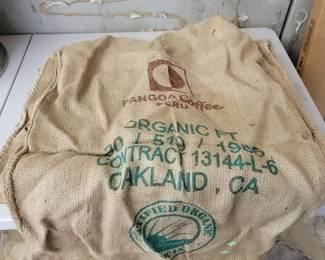 PANGOA Coffee
PERU
ORGANIC FT
CONTRACT 13144-L-6
OAKLAND, CA
CERTIFIED ORGANIC